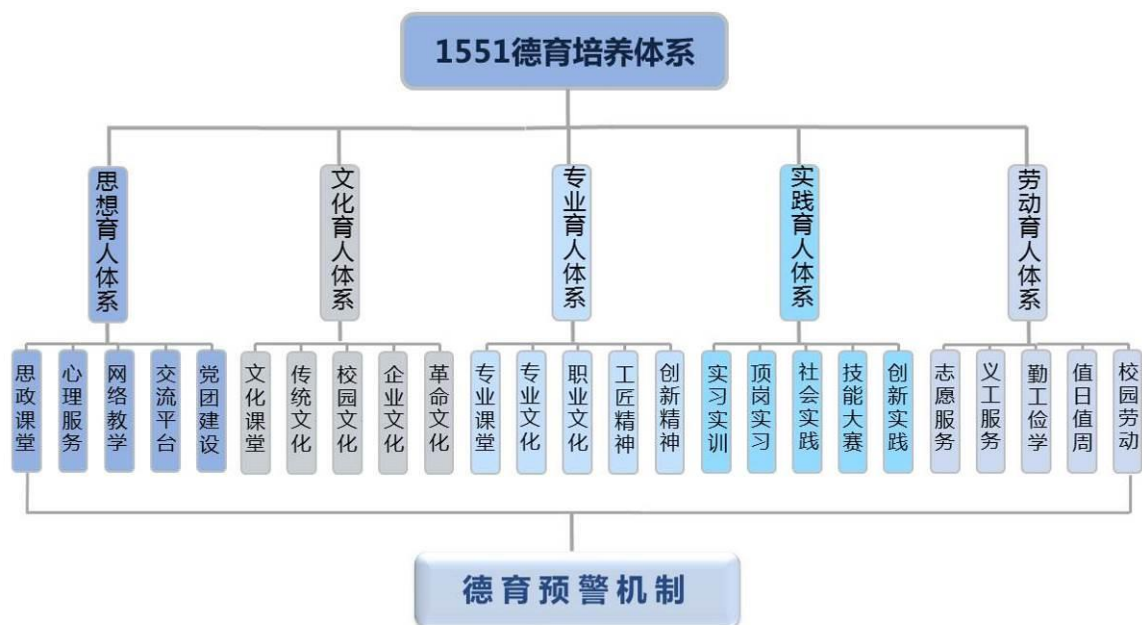 1551德育培养体系
思想育人体系
文化育人体系
专业育人体系
实践育人体系
劳动育人体系
思政课堂
心理服务
网络教学
交流平台
党团建设
文化课堂
传统文化
校园文化
企业文化
革命文化
专业课堂
专业文化
职业文化
工匠精神
创新精神
实习实训
顶岗实习
社会实践
技能大赛
创新实践
志愿服务
义工服务
勤工俭学
值日值周
校园劳动
德育预警机制